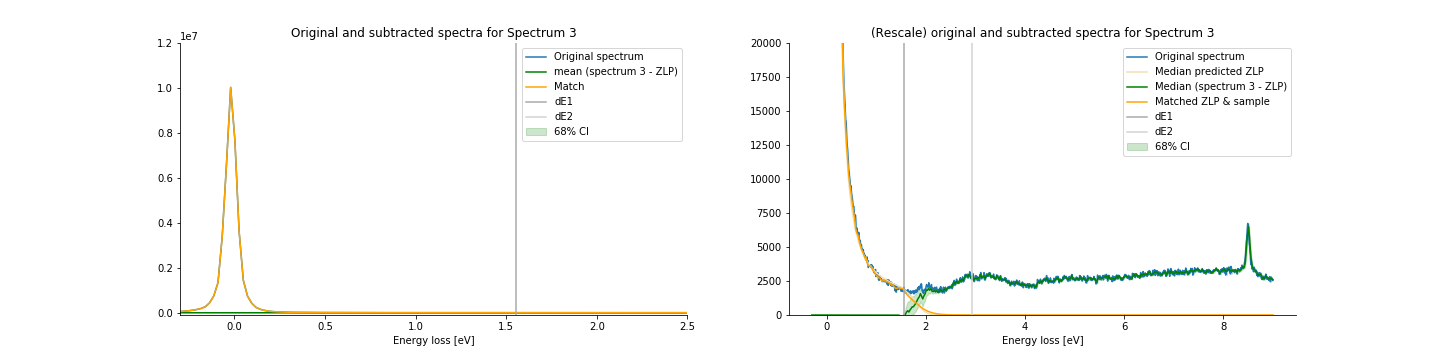 Original and subtracted spectra for Spectrum 3
1e7
1.2
1.0
0.8
0.6
0.4
0.2
0.0
0.0
0.5
1.0
1.5
2.0
2.5
Energy loss [eV]
Original spectrum
mean (spectrum 3 - ZLP)
Match
dE1
dE2
68% CI
(Rescale) original and subtracted spectra for Spectrum 3
20000
17500
15000
12500
10000
7500
5000
2500
0
0
2
4
6
8
Energy loss [eV]
Original spectrum
Median predicted ZLP
Median (spectrum 3 - ZLP)
Matched ZLP & sample
dE1
dE2
68% CI